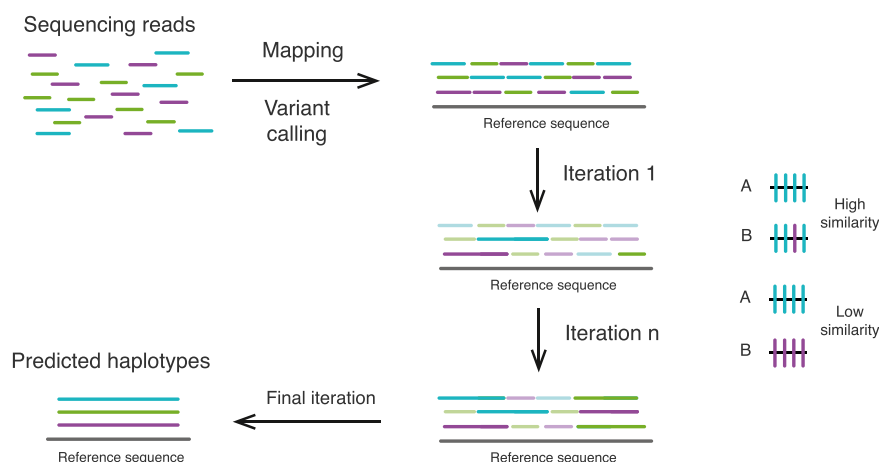 Sequencing reads
Mapping
Variant
calling
Reference sequence
Iteration 1
A
High
similarity
B
Reference sequence
A
Low
similarity
B
Iteration n
Predicted haplotypes
Final iteration
Reference sequence
Reference sequence